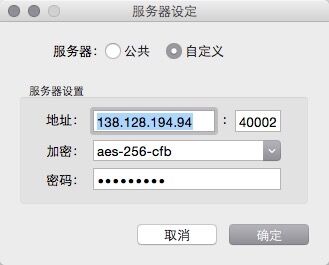 服务器设定
服务器： 公共 自定义
服务器设置
地址： 138.128.194.94 : 40002
加密： aes-256-cfb
密码： •••••••••
取消 确定